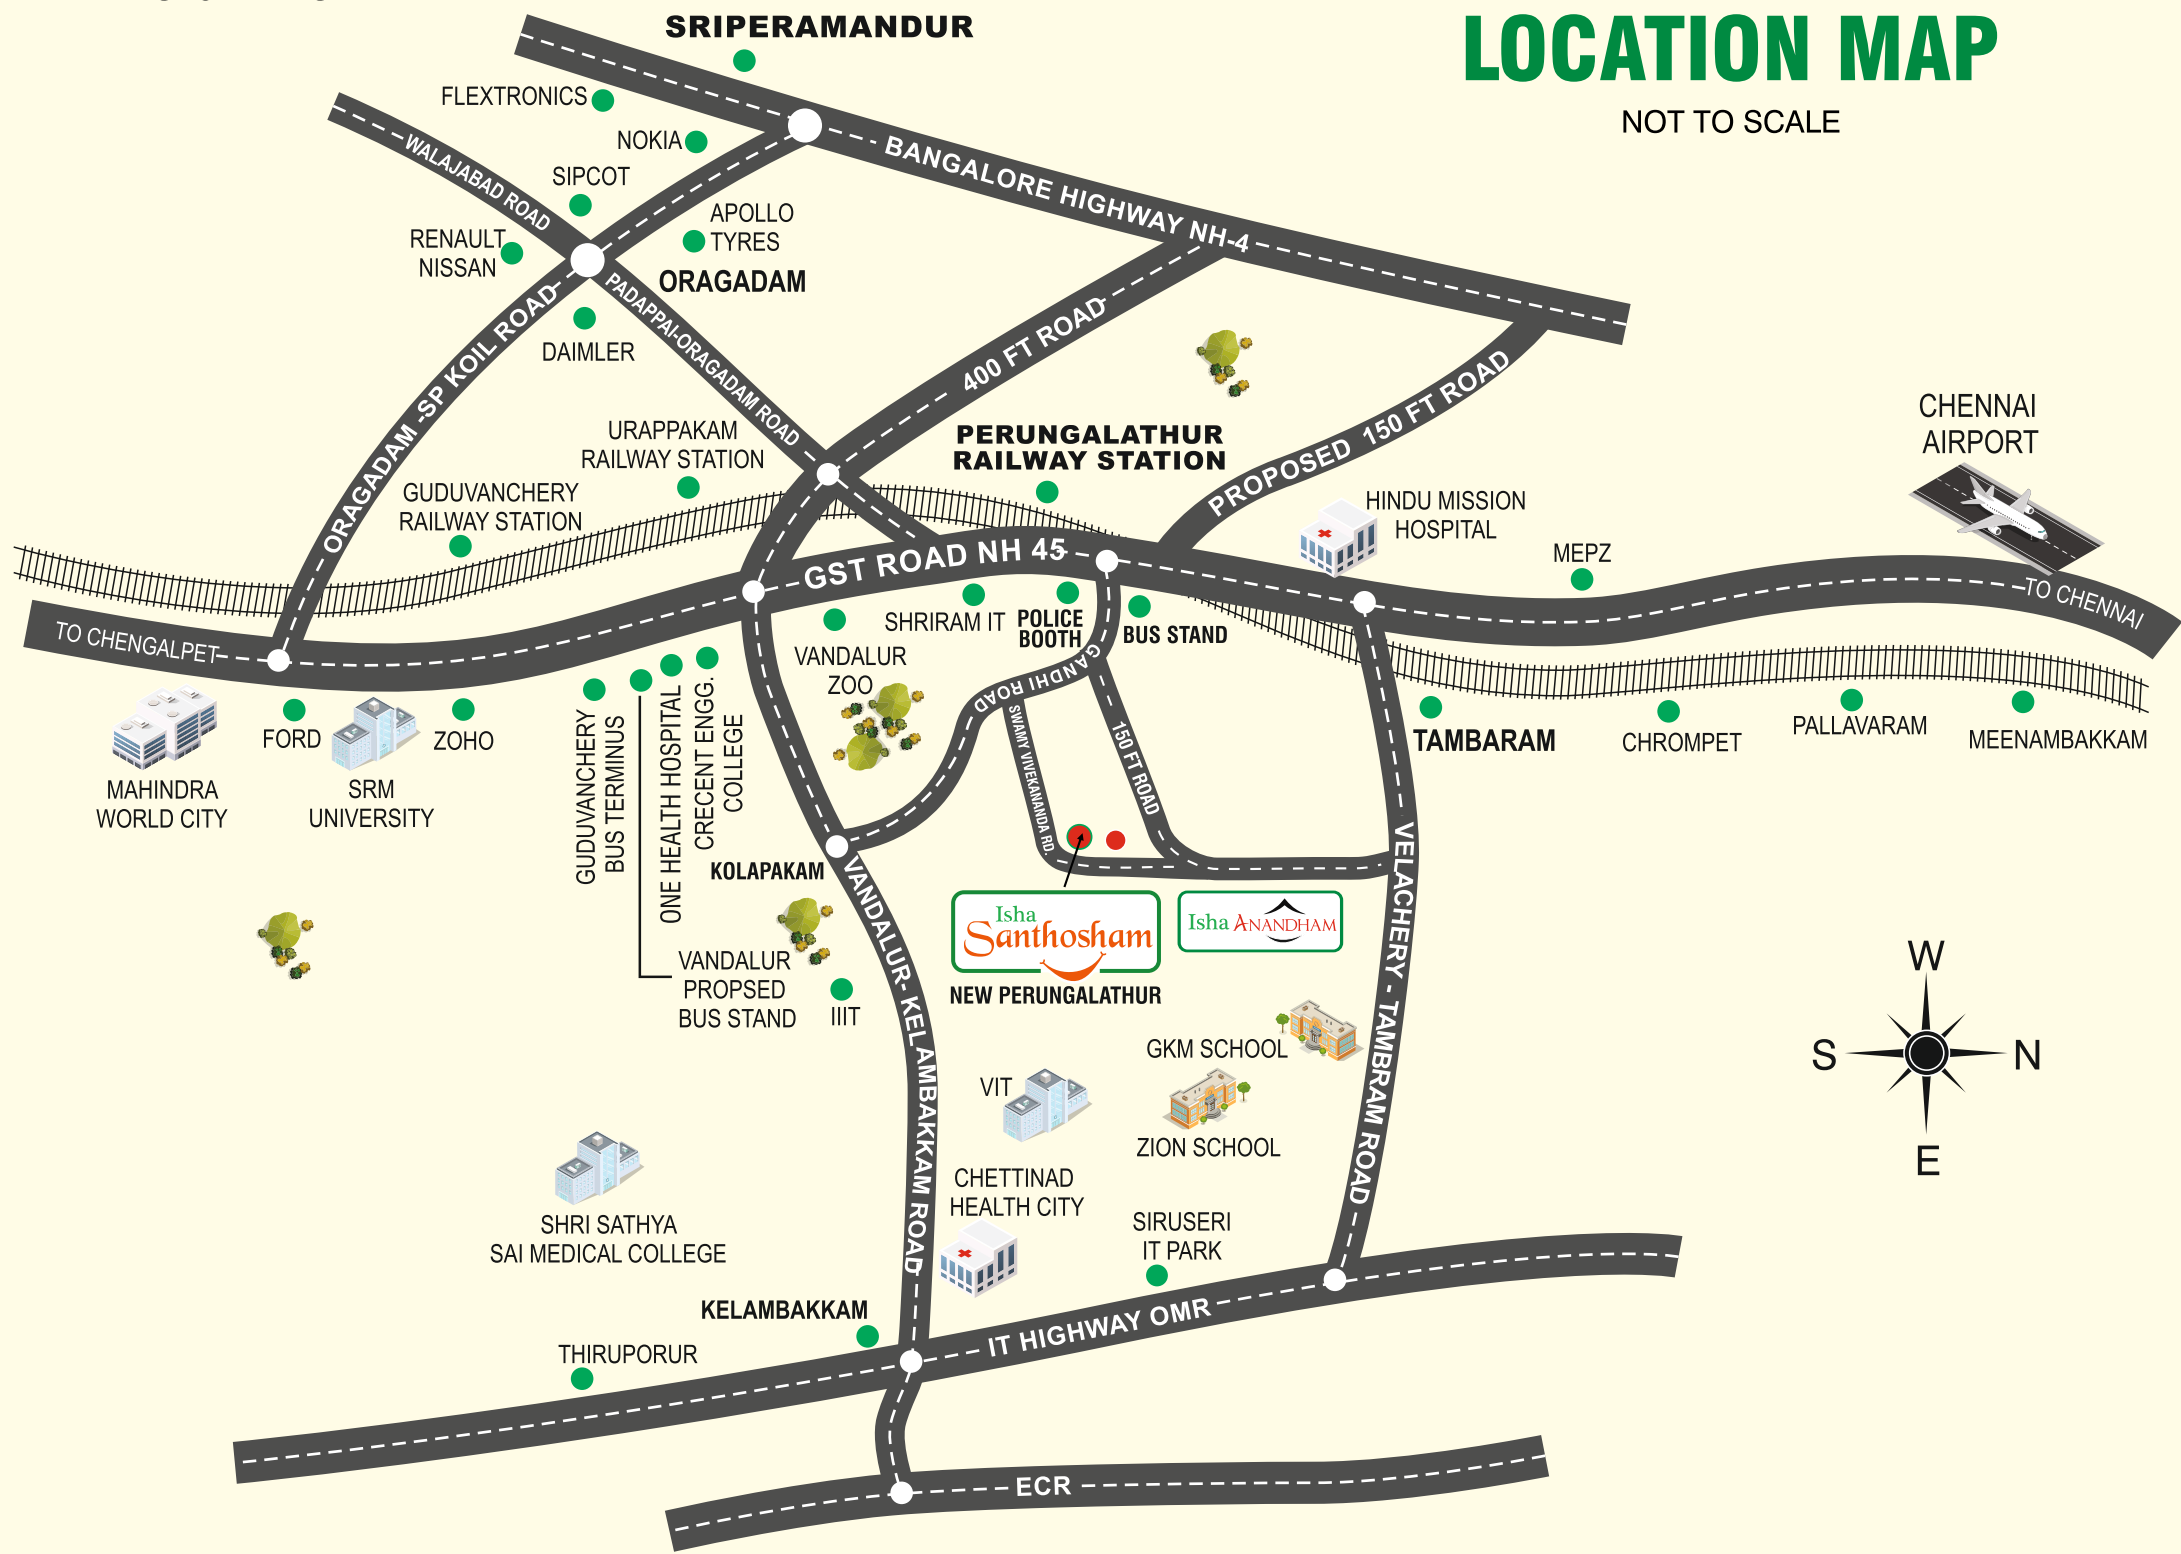 LOCATION MAP
NOT TO SCALE
SRIPERAMANDUR
FLEXTRONICS
NOKIA
SIPCOT
WALAJABAD ROAD
BANGALORE HIGHWAY NH-4
APOLLO
TYRES
RENAULT
NISSAN
ORAGADAM
PADAPPAI-ORAGADAM ROAD
DAIMLER
ORAGADAM -SP KOIL ROAD
400 FT ROAD
PROPOSED 150 FT ROAD
CHENNAI
AIRPORT
URAPPAKAM
RAILWAY STATION
PERUNGALATHUR
RAILWAY STATION
GUDUVANCHERY
RAILWAY STATION
HINDU MISSION
HOSPITAL
MEPZ
GST ROAD NH 45
TO CHENNAI
TO CHENGALPET
SHRIRAM IT
POLICE
BOOTH
BUS STAND
VANDALUR
ZOO
GANDHI ROAD
FORD
ZOHO
MAHINDRA
WORLD CITY
SRM
UNIVERSITY
GUDUVANCHERY
BUS TERMINUS
ONE HEALTH HOSPITAL
CRECENT ENGG.
COLLEGE
SWAMY VIVEKANANDA RD.
150 FT ROAD
TAMBARAM
CHROMPET
PALLAVARAM
MEENAMBAKKAM
KOLAPAKAM
VANDALUR- KELAMBAKKAM ROAD
VELACHERY - TAMBRAM ROAD
Isha
Santhosham
Isha ANANDHAM
NEW PERUNGALATHUR
VANDALUR
PROPSED
BUS STAND
IIIT
GKM SCHOOL
VIT
ZION SCHOOL
W
S
N
E
CHETTINAD
HEALTH CITY
SHRI SATHYA
SAI MEDICAL COLLEGE
SIRUSERI
IT PARK
KELAMBAKKAM
IT HIGHWAY OMR
THIRUPORUR
ECR